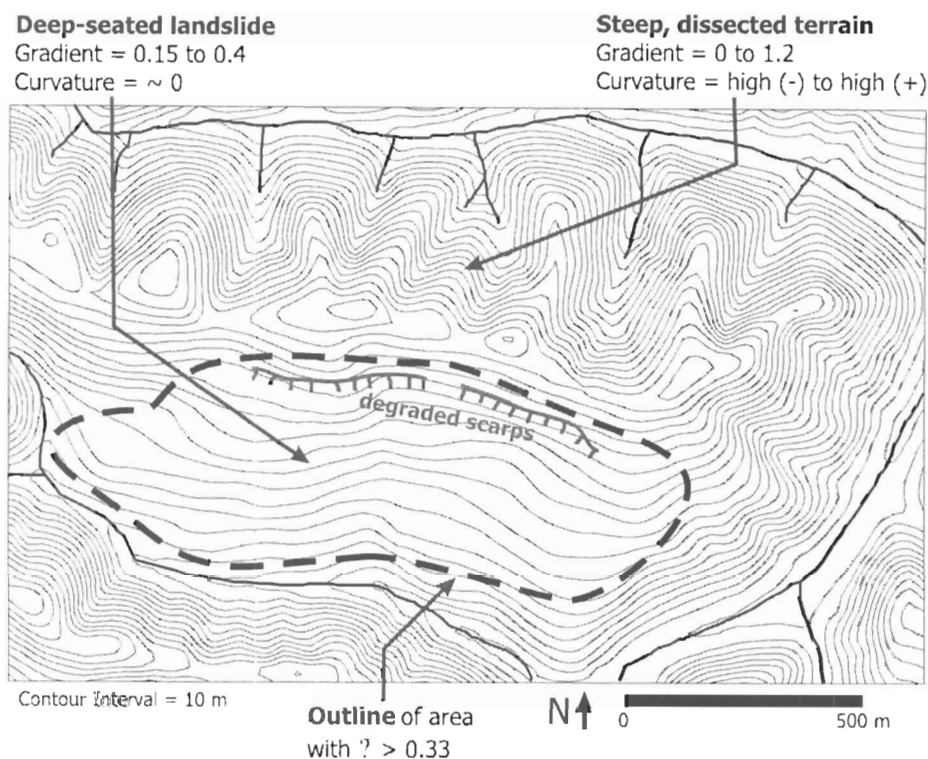 Deep-seated landslide
Gradient = 0.15 to 0.4
Curvature = ~ 0
Steep, dissected terrain
Gradient = 0 to 1.2
Curvature = high (-) to high (+)
degraded scarps
Contour Interval = 10 m
Outline of area
with ? > 0.33
N
0
500 m